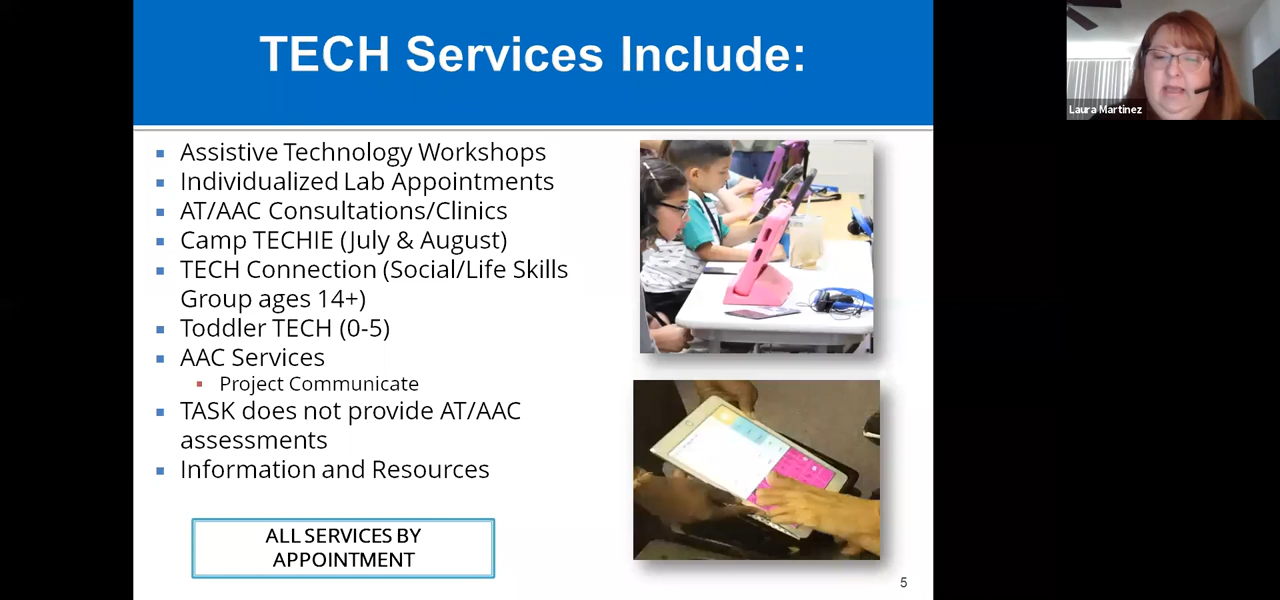 TECH Services Include:
Assistive Technology Workshops
Individualized Lab Appointments
AT/AAC Consultations/Clinics
Camp TECHIE (July & August)
TECH Connection (Social/Life Skills
Group ages 14+)
Toddler TECH (0-5)
AAC Services
Project Communicate
TASK does not provide AT/AAC
assessments
Information and Resources
ALL SERVICES BY
APPOINTMENT
5
Laura Martinez